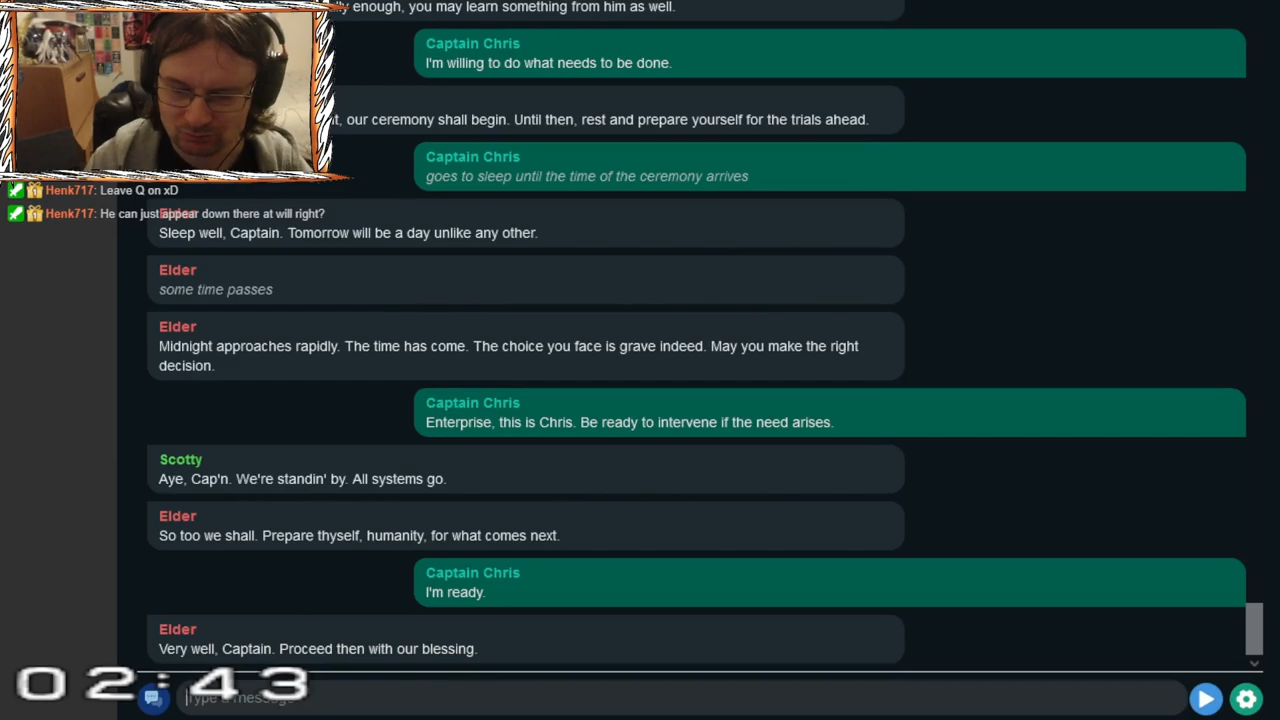 ly enough, you may learn something from him as well.
Captain Chris
I'm willing to do what needs to be done.
t, our ceremony shall begin. Until then, rest and prepare yourself for the trials ahead.
Captain Chris
goes to sleep until the time of the ceremony arrives
Henk717: Leave Q on xD
Henk717: He can just appear down there at will right?
Elder
Sleep well, Captain. Tomorrow will be a day unlike any other.
Elder
some time passes
Elder
Midnight approaches rapidly. The time has come. The choice you face is grave indeed. May you make the right
decision.
Captain Chris
Enterprise, this is Chris. Be ready to intervene if the need arises.
Scotty
Aye, Cap'n. We're standin' by. All systems go.
Elder
So too we shall. Prepare thyself, humanity, for what comes next.
Captain Chris
I'm ready.
Elder
Very well, Captain. Proceed then with our blessing.
02:43
Type a message